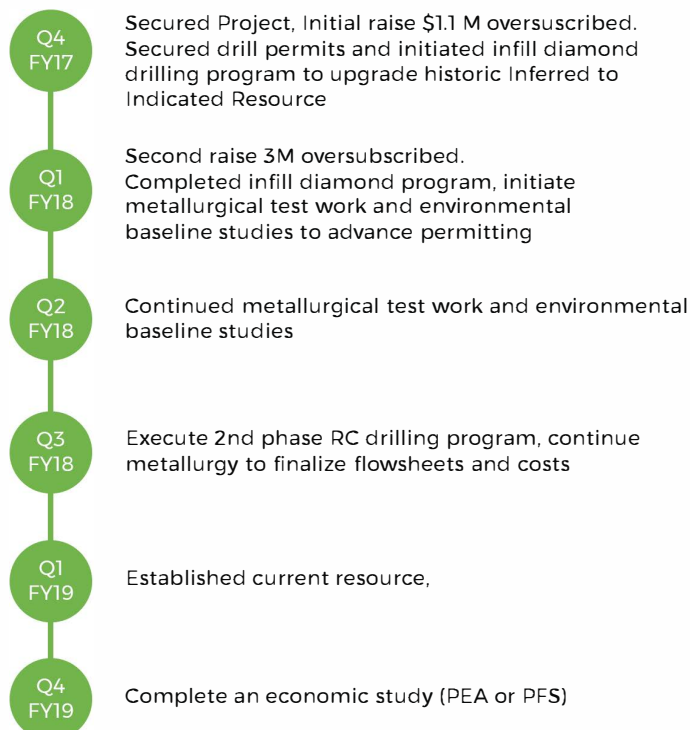 Q4
FY17
Secured Project, Initial raise $1.1 M oversuscribed.
Secured drill permits and initiated infill diamond
drilling program to upgrade historic Inferred to
Indicated Resource
Q1
FY18
Second raise 3M oversubscribed.
Completed infill diamond program, initiate
metallurgical test work and environmental
baseline studies to advance permitting
Q2
FY18
Continued metallurgical test work and environmental
baseline studies
Q3
FY18
Execute 2nd phase RC drilling program, continue
metallurgy to finalize flowsheets and costs
Q1
FY19
Established current resource,
Q4
FY19
Complete an economic study (PEA or PFS)